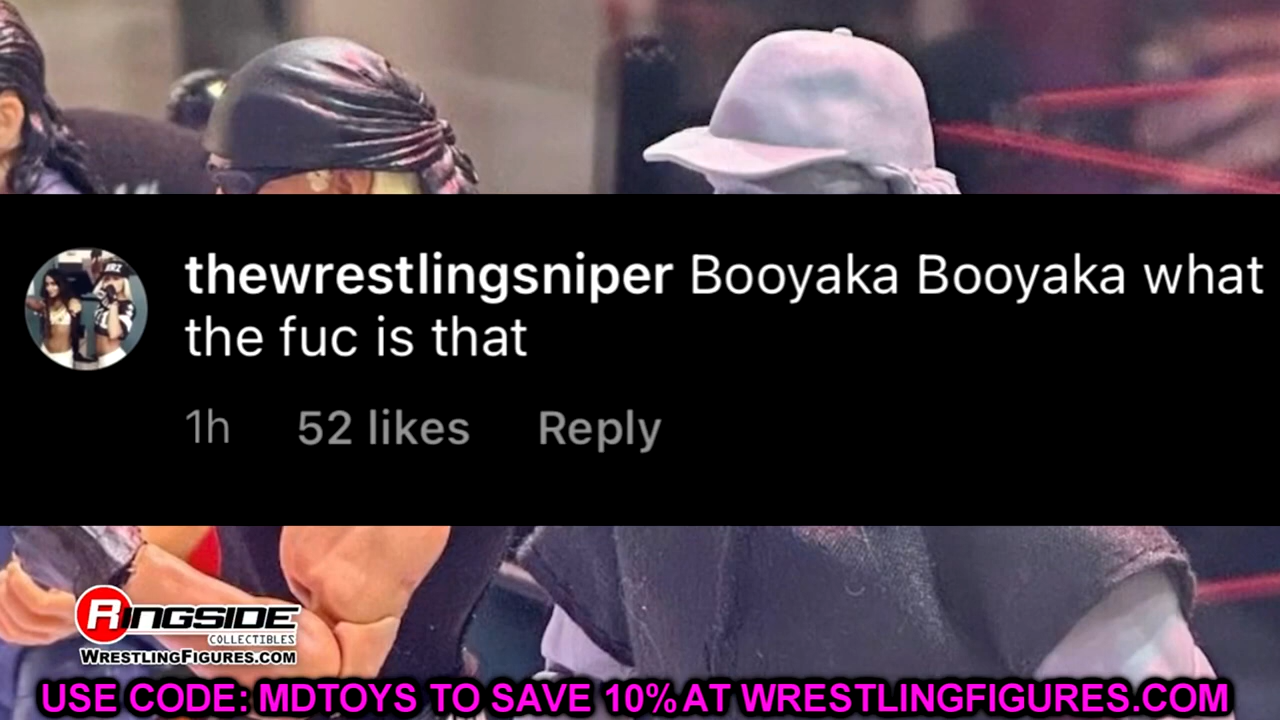 thewrestlingsniper Booyaka Booyaka what
the fuc is that
1h 52 likes Reply
RINGSIDE
COLLECTIBLES
WRESTLINGFIGURES.COM
USE CODE: MDTOYS TO SAVE 10% AT WRESTLINGFIGURES.COM